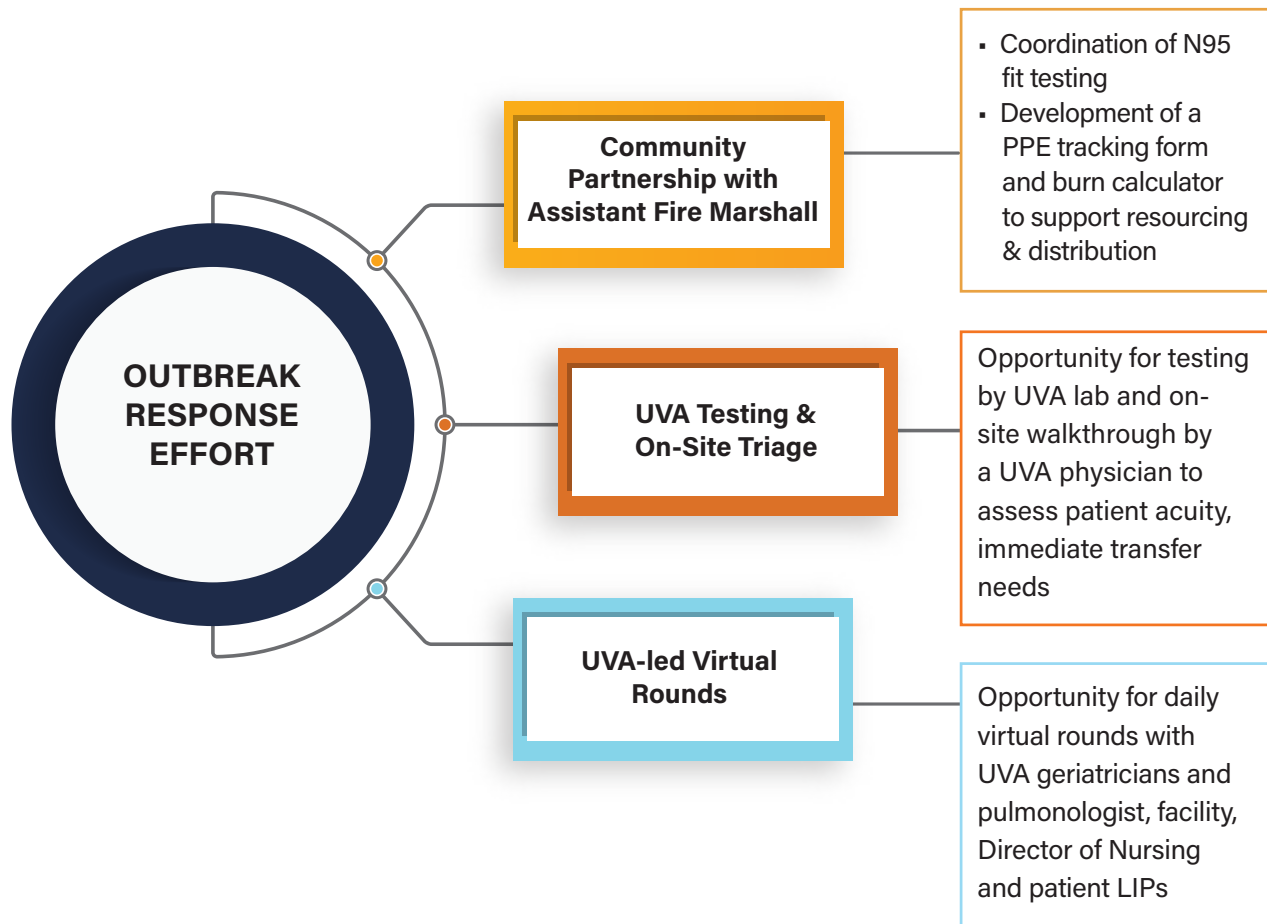 OUTBREAK
RESPONSE
EFFORT
Community
Partnership with
Assistant Fire Marshall
▪ Coordination of N95
fit testing
▪ Development of a
PPE tracking form
and burn calculator
to support resourcing
& distribution
UVA Testing &
On-Site Triage
Opportunity for testing
by UVA lab and on-
site walkthrough by
a UVA physician to
assess patient acuity,
immediate transfer
needs
UVA-led Virtual
Rounds
Opportunity for daily
virtual rounds with
UVA geriatricians and
pulmonologist, facility,
Director of Nursing
and patient LIPs